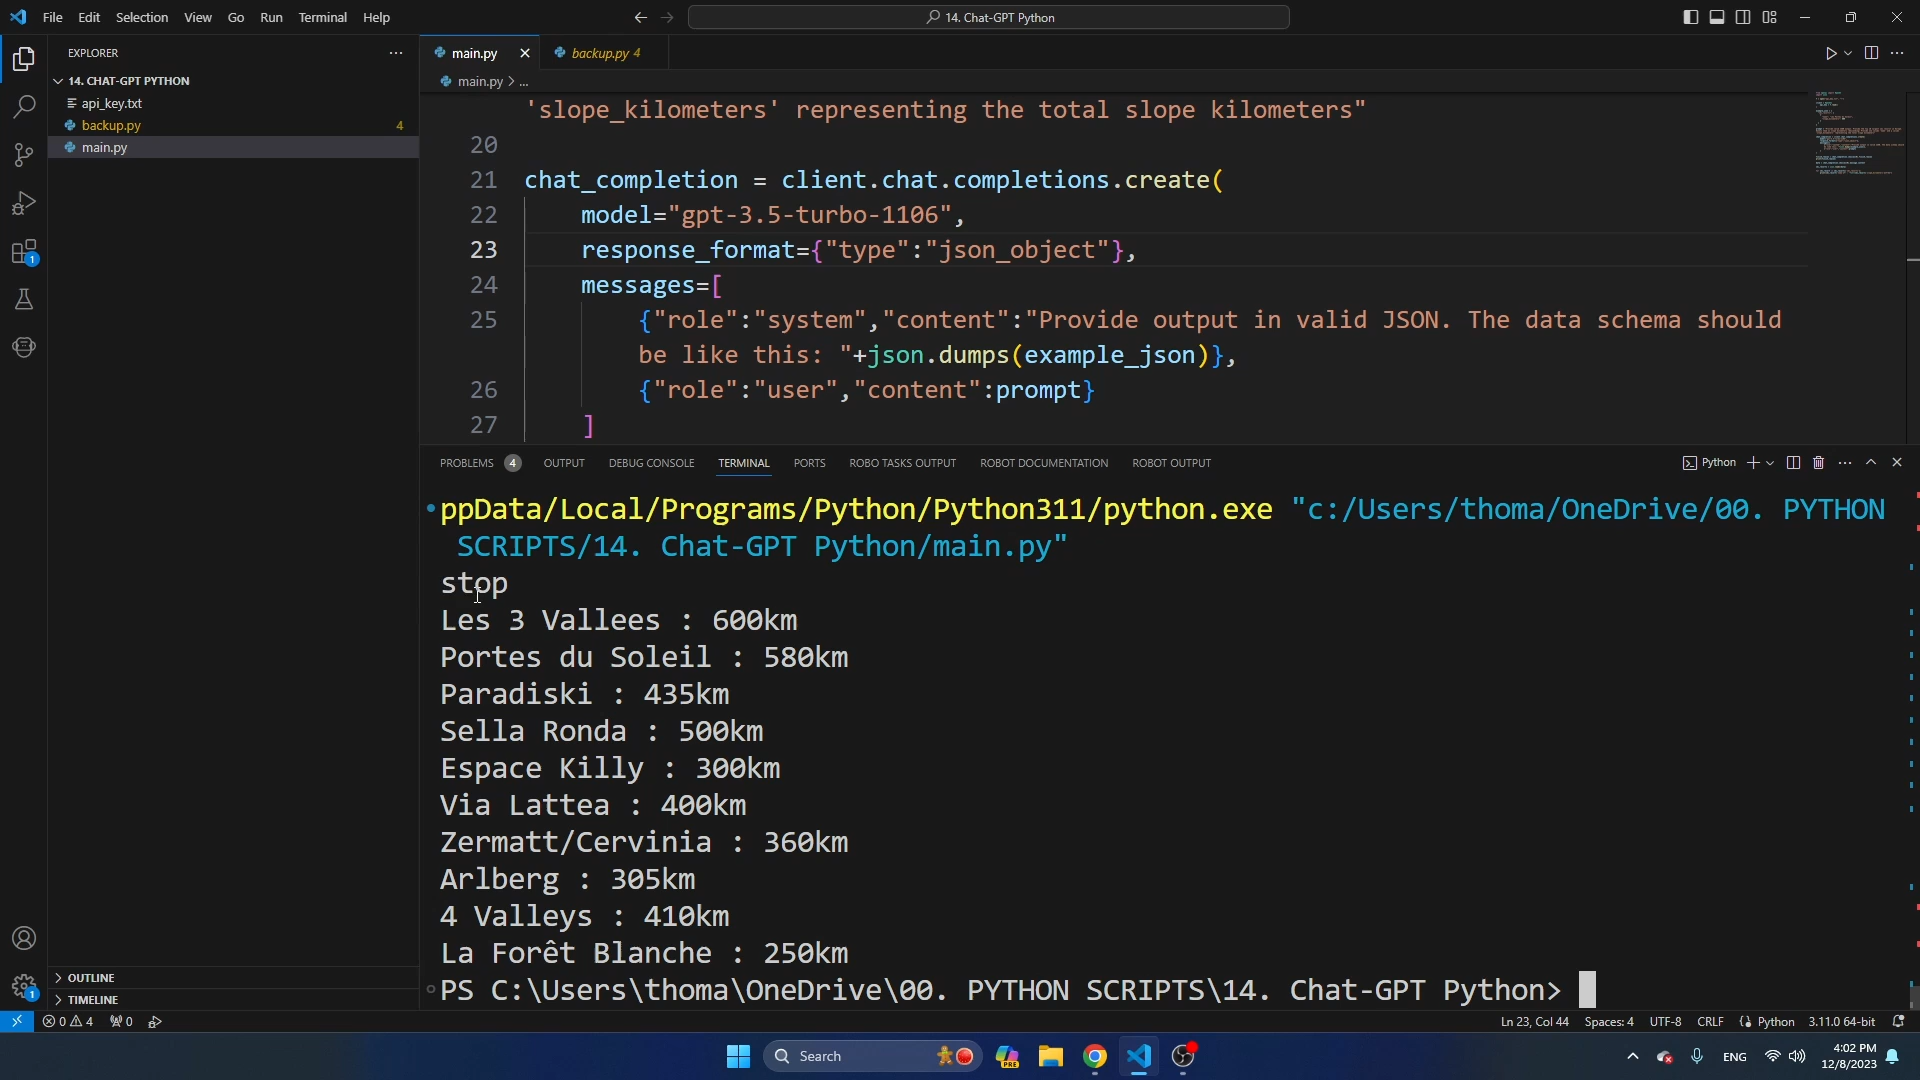 File Edit Selection View Go Run Terminal Help
14. Chat-GPT Python
EXPLORER
main.py
backup.py 4
14. CHAT-GPT PYTHON
main.py > ...
api_key.txt
backup.py 4
main.py
'slope_kilometers' representing the total slope kilometers"
20
21 chat_completion = client.chat.completions.create(
22 model="gpt-3.5-turbo-1106",
23 response_format={"type":"json_object"},
24 messages=[
25 {"role":"system","content":"Provide output in valid JSON. The data schema should
be like this: "+json.dumps(example_json)},
26 {"role":"user","content":prompt}
27 ]
PROBLEMS 4 OUTPUT DEBUG CONSOLE TERMINAL PORTS ROBO TASKS OUTPUT ROBOT DOCUMENTATION ROBOT OUTPUT
Python
ppData/Local/Programs/Python/Python311/python.exe "c:/Users/thoma/OneDrive/00. PYTHON
SCRIPTS/14. Chat-GPT Python/main.py"
stop
Les 3 Vallees : 600km
Portes du Soleil : 580km
Paradiski : 435km
Sella Ronda : 500km
Espace Killy : 300km
Via Lattea : 400km
Zermatt/Cervinia : 360km
Arlberg : 305km
4 Valleys : 410km
La Forêt Blanche : 250km
PS C:\Users\thoma\OneDrive\00. PYTHON SCRIPTS\14. Chat-GPT Python>
OUTLINE
TIMELINE
1
1
0 4 0
Ln 23, Col 44 Spaces: 4 UTF-8 CRLF Python 3.11.0 64-bit
Search
PRE
ENG
4:02 PM
12/8/2023